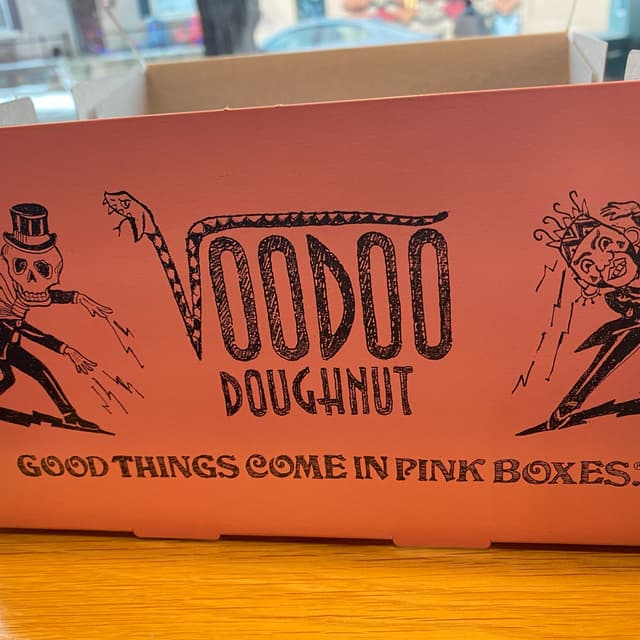 VOODOO
DOUGHNUT
GOOD THINGS COME IN PINK BOXES.